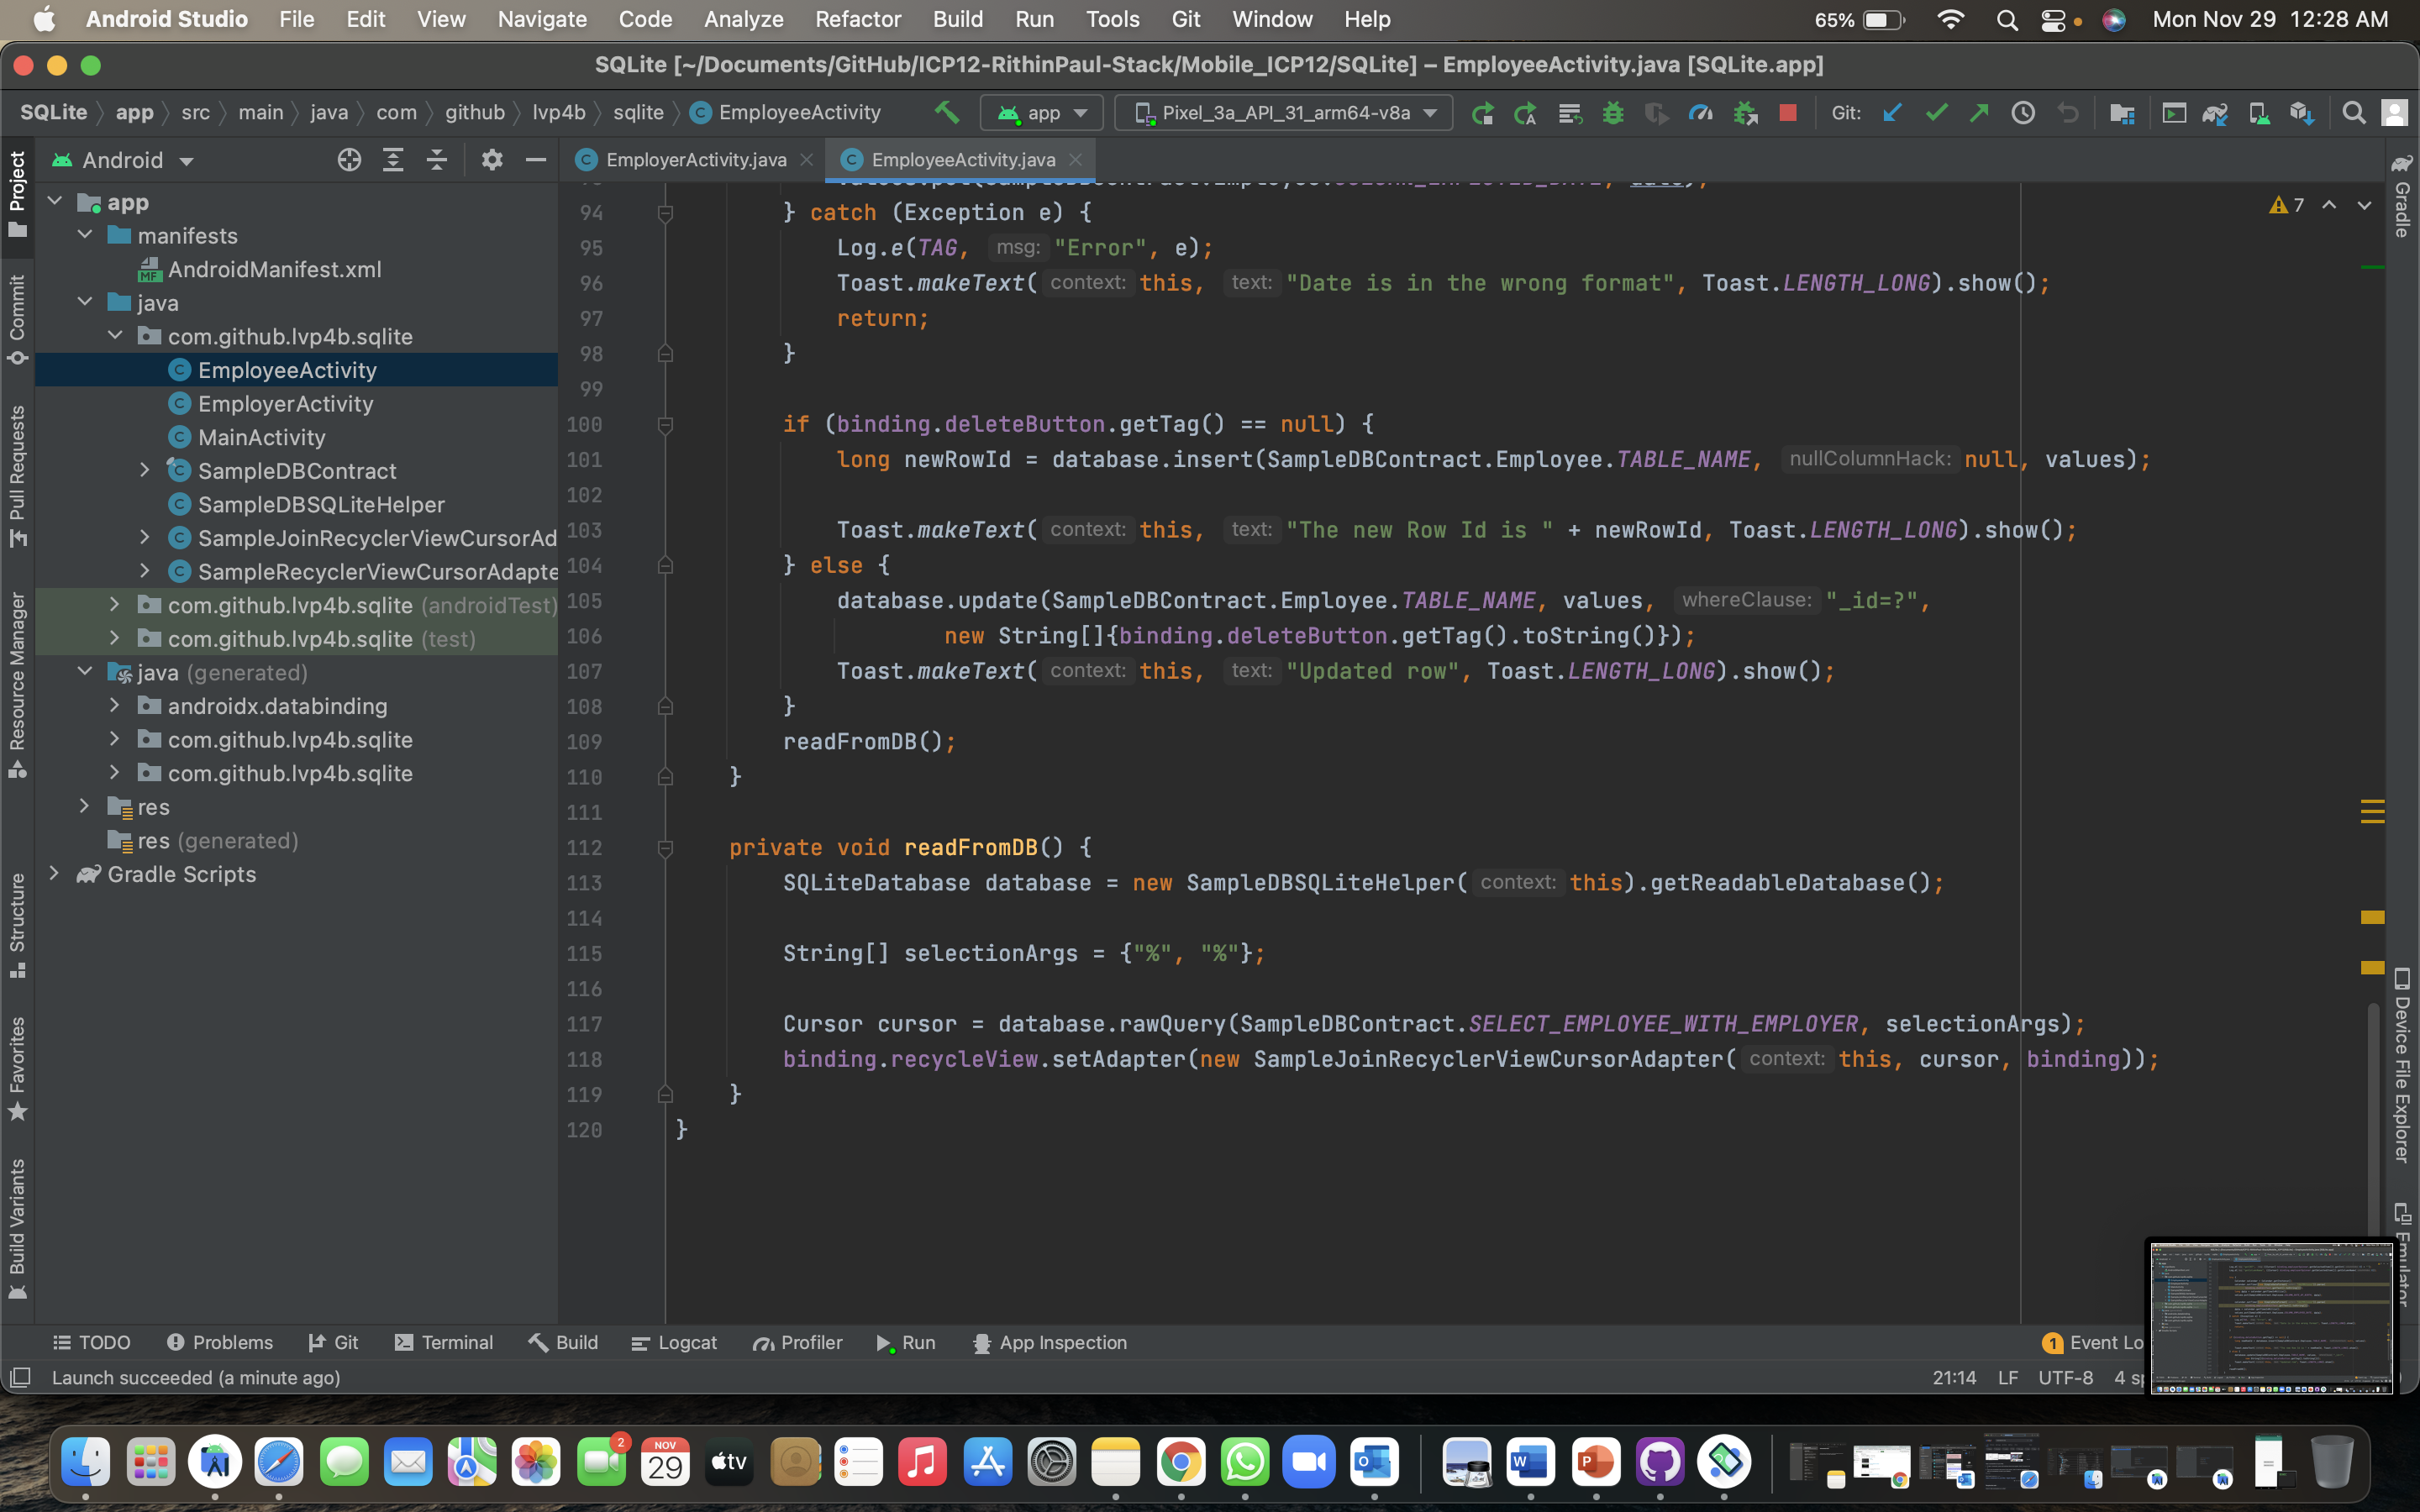 Android Studio File Edit View Navigate Code Analyze Refactor Build Run Tools Git Window Help 65% Mon Nov 29 12:28 AM
SQLite [~/Documents/GitHub/ICP12-RithinPaul-Stack/Mobile_ICP12/SQLite] – EmployeeActivity.java [SQLite.app]
SQLite app src main java com github lvp4b sqlite EmployeeActivity app Pixel_3a_API_31_arm64-v8a Git:
Android
EmployerActivity.java EmployeeActivity.java
Project
Commit
Pull Requests
Resource Manager
Structure
Favorites
Build Variants
app
manifests
AndroidManifest.xml
java
com.github.lvp4b.sqlite
EmployeeActivity
EmployerActivity
MainActivity
SampleDBContract
SampleDBSQLiteHelper
SampleJoinRecyclerViewCursorAd
SampleRecyclerViewCursorAdapte
com.github.lvp4b.sqlite (androidTest)
com.github.lvp4b.sqlite (test)
java (generated)
androidx.databinding
com.github.lvp4b.sqlite
com.github.lvp4b.sqlite
res
res (generated)
Gradle Scripts
7
94 } catch (Exception e) {
95 Log.e(TAG, msg: "Error", e);
96 Toast.makeText( context: this, text: "Date is in the wrong format", Toast.LENGTH_LONG).show();
97 return;
98 }
99
100 if (binding.deleteButton.getTag() == null) {
101 long newRowId = database.insert(SampleDBContract.Employee.TABLE_NAME, nullColumnHack: null, values);
102
103 Toast.makeText( context: this, text: "The new Row Id is " + newRowId, Toast.LENGTH_LONG).show();
104 } else {
105 database.update(SampleDBContract.Employee.TABLE_NAME, values, whereClause: "_id=?",
106 new String[]{binding.deleteButton.getTag().toString()});
107 Toast.makeText( context: this, text: "Updated row", Toast.LENGTH_LONG).show();
108 }
109 readFromDB();
110 }
111
112 private void readFromDB() {
113 SQLiteDatabase database = new SampleDBSQLiteHelper( context: this).getReadableDatabase();
114
115 String[] selectionArgs = {"%", "%"};
116
117 Cursor cursor = database.rawQuery(SampleDBContract.SELECT_EMPLOYEE_WITH_EMPLOYER, selectionArgs);
118 binding.recycleView.setAdapter(new SampleJoinRecyclerViewCursorAdapter( context: this, cursor, binding));
119 }
120 }
Gradle
Device File Explorer
Emulator
TODO Problems Git Terminal Build Logcat Profiler Run App Inspection 1 Event Lo
Launch succeeded (a minute ago) 21:14 LF UTF-8 4 sp
2
NOV
29
tv